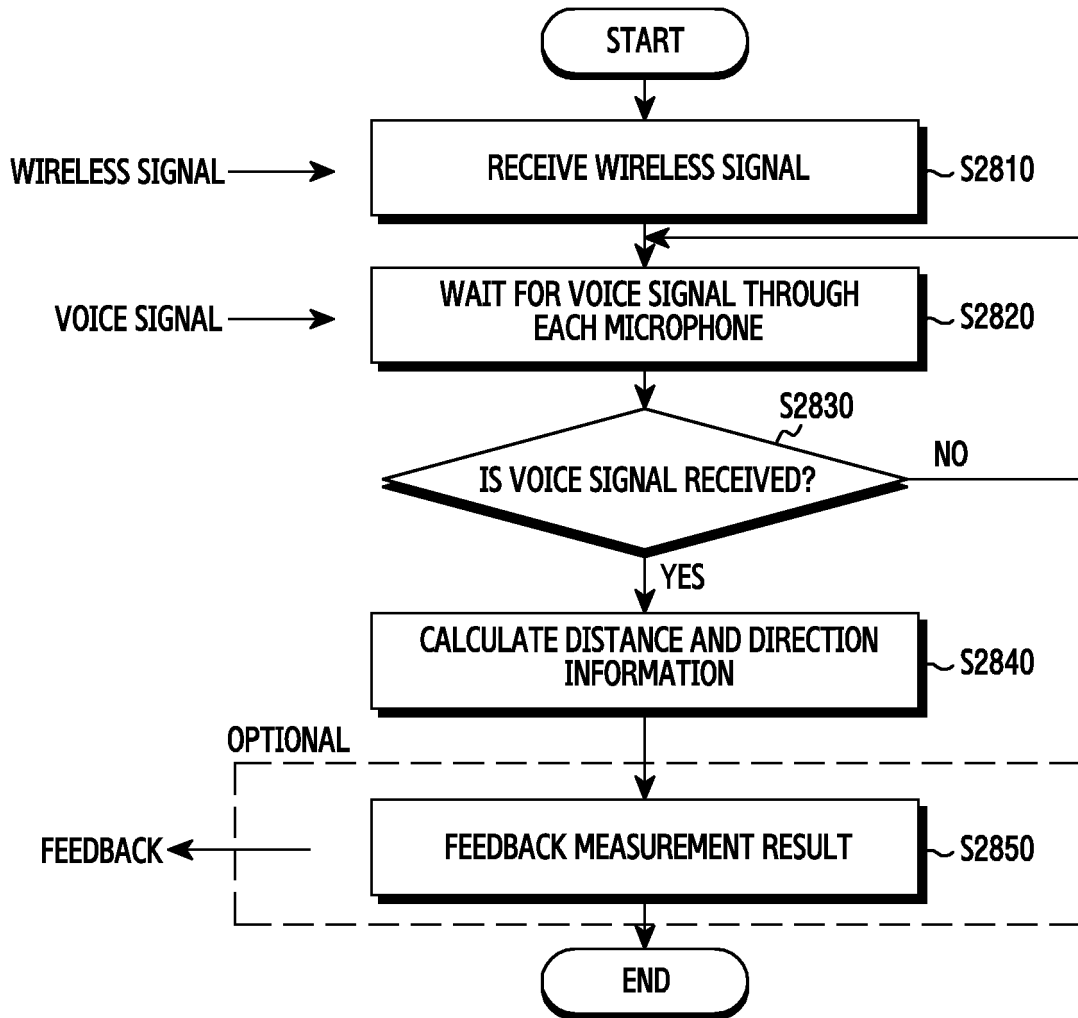 START
WIRELESS SIGNAL
RECEIVE WIRELESS SIGNAL
S2810
VOICE SIGNAL
WAIT FOR VOICE SIGNAL THROUGH
EACH MICROPHONE
S2820
S2830
IS VOICE SIGNAL RECEIVED?
NO
YES
CALCULATE DISTANCE AND DIRECTION
INFORMATION
S2840
OPTIONAL
FEEDBACK
FEEDBACK MEASUREMENT RESULT
S2850
END